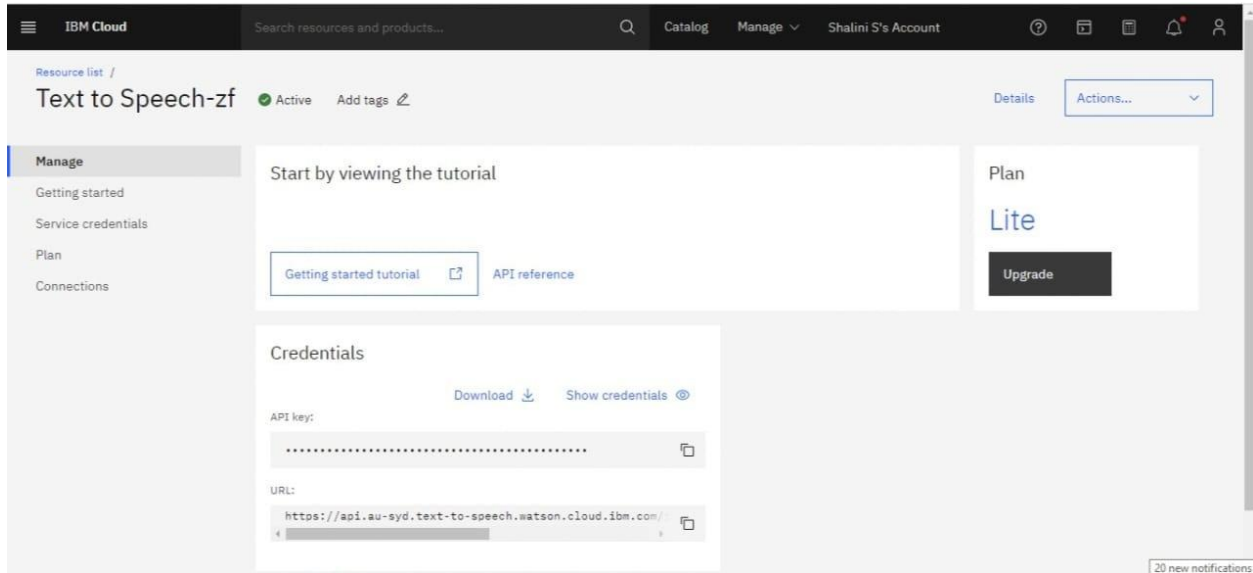 IBM Cloud Search resources and products... Catalog Manage Shalini S's Account
Resource list /
Text to Speech-zf Active Add tags Details Actions...
Manage
Getting started
Service credentials
Plan
Connections
Start by viewing the tutorial
Getting started tutorial API reference
Plan
Lite
Upgrade
Credentials
Download Show credentials
API key:
••••••••••••••••••••••••••••••••••••••••••••
URL:
https://api.au-syd.text-to-speech.watson.cloud.ibm.com/
20 new notifications